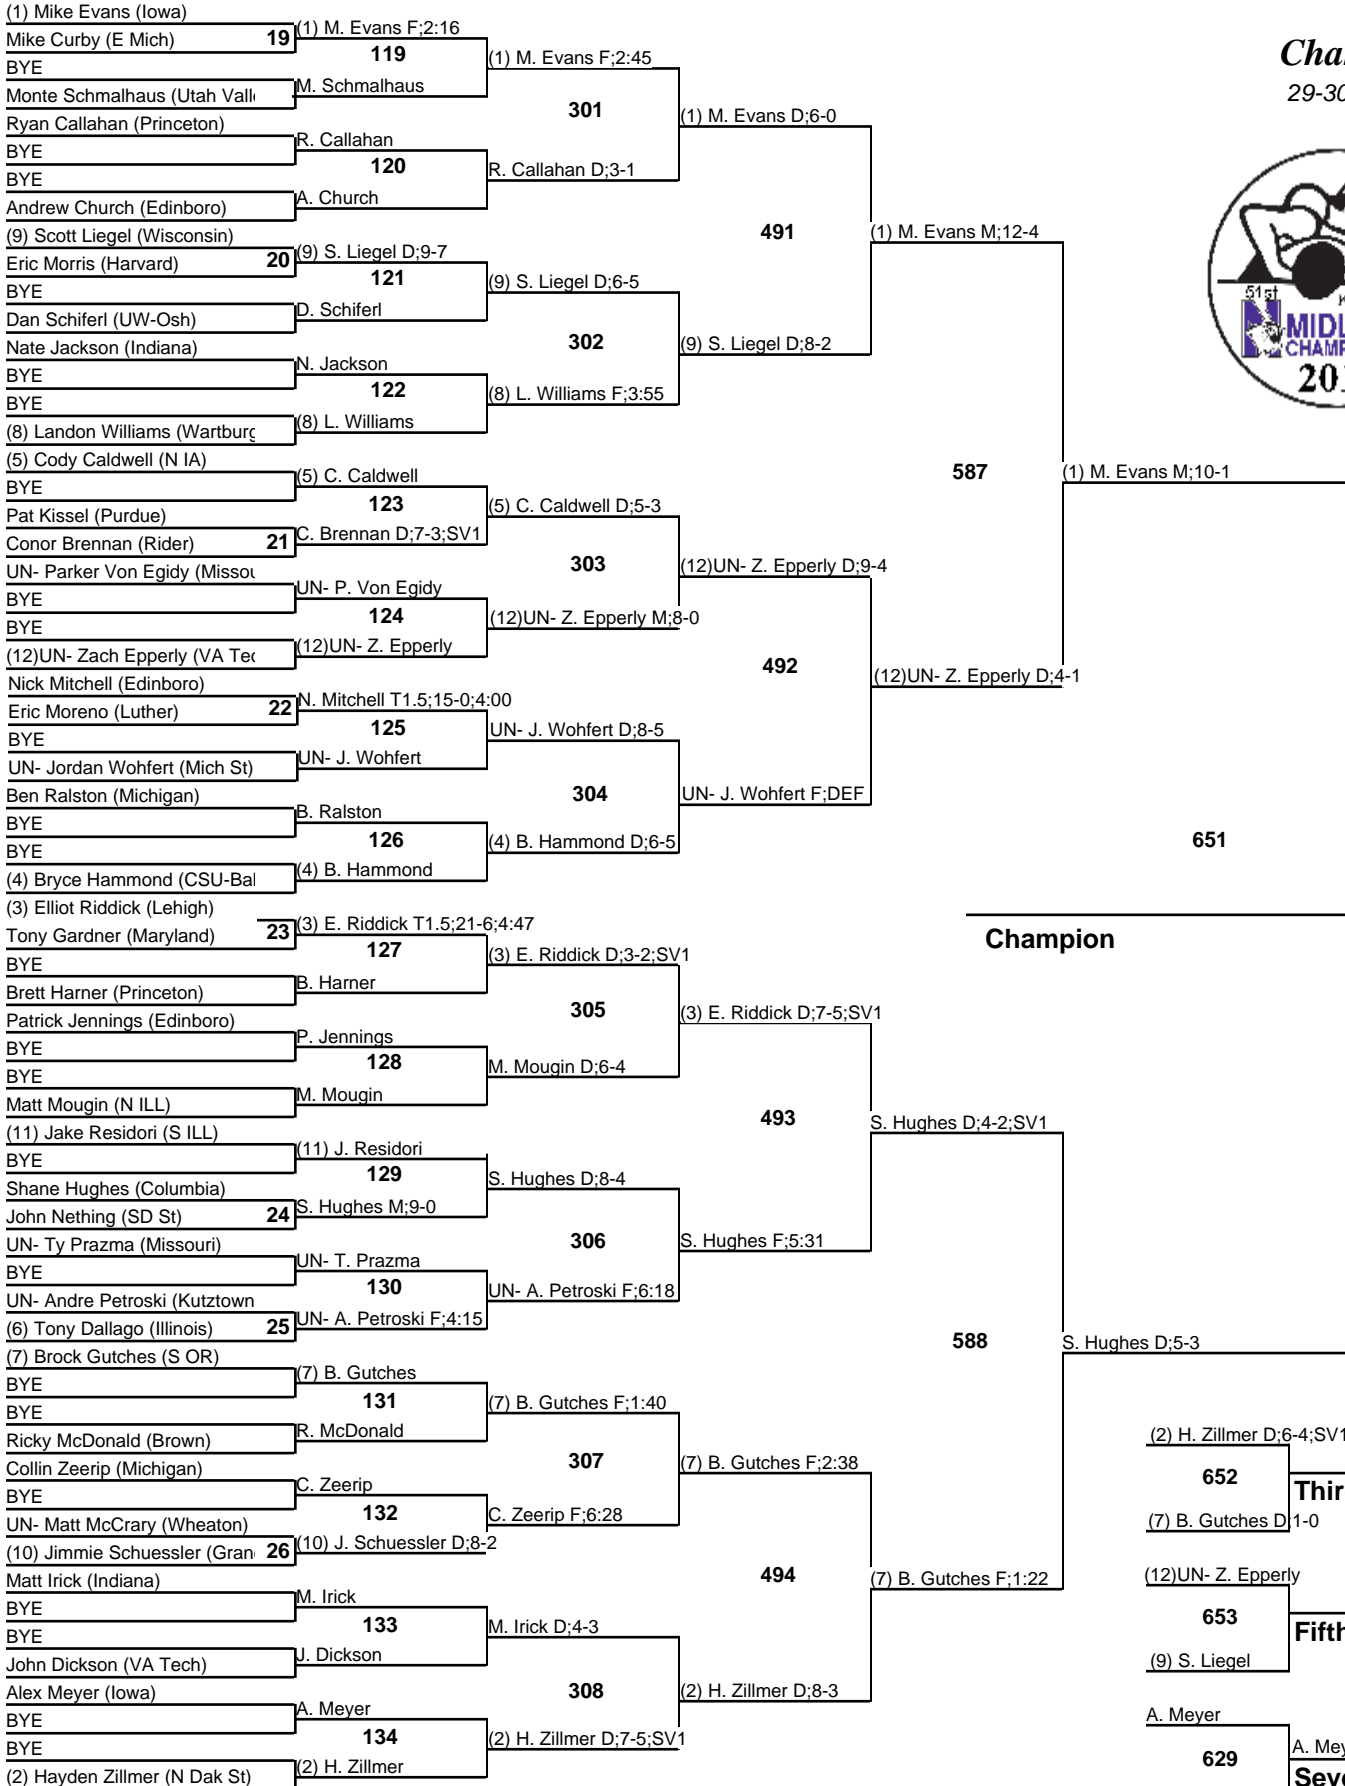 (1) Mike Evans (Iowa)
Mike Curby (E Mich) 19
BYE
Monte Schmalhaus (Utah Vall
Ryan Callahan (Princeton)
BYE
BYE
Andrew Church (Edinboro)
(9) Scott Liegel (Wisconsin)
Eric Morris (Harvard) 20
BYE
Dan Schiferl (UW-Osh)
Nate Jackson (Indiana)
BYE
BYE
(8) Landon Williams (Wartburg
(5) Cody Caldwell (N IA)
BYE
Pat Kissel (Purdue)
Conor Brennan (Rider) 21
UN- Parker Von Egidy (Missou
BYE
BYE
(12)UN- Zach Epperly (VA Tec
Nick Mitchell (Edinboro)
Eric Moreno (Luther) 22
BYE
UN- Jordan Wohfert (Mich St)
Ben Ralston (Michigan)
BYE
BYE
(4) Bryce Hammond (CSU-Bal
(3) Elliot Riddick (Lehigh)
Tony Gardner (Maryland) 23
BYE
Brett Harner (Princeton)
Patrick Jennings (Edinboro)
BYE
BYE
Matt Mougin (N ILL)
(11) Jake Residori (S ILL)
BYE
Shane Hughes (Columbia)
John Nething (SD St) 24
UN- Ty Prazma (Missouri)
BYE
UN- Andre Petroski (Kutztown
(6) Tony Dallago (Illinois) 25
(7) Brock Gutches (S OR)
BYE
BYE
Ricky McDonald (Brown)
Collin Zeerip (Michigan)
BYE
UN- Matt McCrary (Wheaton)
(10) Jimmie Schuessler (Gran 26
Matt Irick (Indiana)
BYE
BYE
John Dickson (VA Tech)
Alex Meyer (Iowa)
BYE
BYE
(2) Hayden Zillmer (N Dak St)
(1) M. Evans F;2:16
119
M. Schmalhaus
R. Callahan
120
A. Church
(9) S. Liegel D;9-7
121
D. Schiferl
N. Jackson
122
(8) L. Williams
(5) C. Caldwell
123
C. Brennan D;7-3;SV1
UN- P. Von Egidy
124
(12)UN- Z. Epperly
N. Mitchell T1.5;15-0;4:00
125
UN- J. Wohfert
B. Ralston
126
(4) B. Hammond
(3) E. Riddick T1.5;21-6;4:47
127
B. Harner
P. Jennings
128
M. Mougin
(11) J. Residori
129
S. Hughes M;9-0
UN- T. Prazma
130
UN- A. Petroski F;4:15
(7) B. Gutches
131
R. McDonald
C. Zeerip
132
(10) J. Schuessler D;8-2
M. Irick
133
J. Dickson
A. Meyer
134
(2) H. Zillmer
(1) M. Evans F;2:45
301
R. Callahan D;3-1
(9) S. Liegel D;6-5
302
(8) L. Williams F;3:55
(5) C. Caldwell D;5-3
303
(12)UN- Z. Epperly M;8-0
UN- J. Wohfert D;8-5
304
(4) B. Hammond D;6-5
(3) E. Riddick D;3-2;SV1
305
M. Mougin D;6-4
S. Hughes D;8-4
306
UN- A. Petroski F;6:18
(7) B. Gutches F;1:40
307
C. Zeerip F;6:28
M. Irick D;4-3
308
(2) H. Zillmer D;7-5;SV1
(1) M. Evans D;6-0
491
(9) S. Liegel D;8-2
(12)UN- Z. Epperly D;9-4
492
UN- J. Wohfert F;DEF
(3) E. Riddick D;7-5;SV1
493
S. Hughes F;5:31
(7) B. Gutches F;2:38
494
(2) H. Zillmer D;8-3
(1) M. Evans M;12-4
587
(12)UN- Z. Epperly D;4-1
S. Hughes D;4-2;SV1
588
(7) B. Gutches F;1:22
(1) M. Evans M;10-1
651
S. Hughes D;5-3
Champion
Cha
29-30
51st
K
N
MIDL
CHAMP
201
(2) H. Zillmer D;6-4;SV1
652
Thir
(7) B. Gutches D;1-0
(12)UN- Z. Epperly
653
Fifth
(9) S. Liegel
A. Meyer
629
A. Mey
Seve